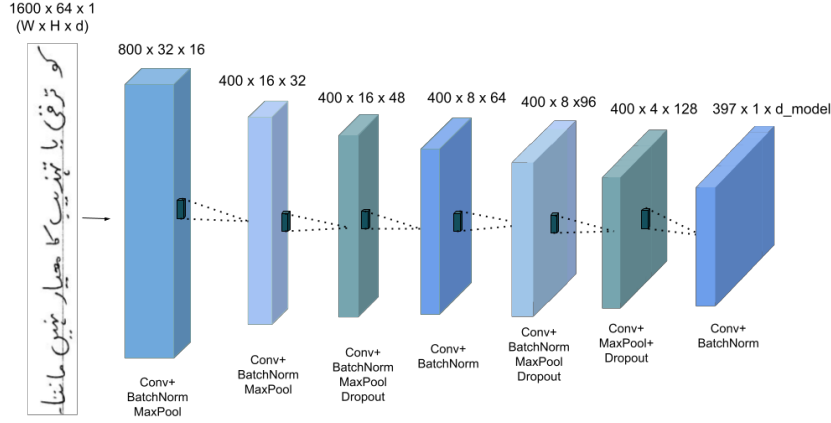 1600 x 64 x 1
(W x H x d)
کو ترقی یا تہذیب کا معیار نہیں مانتا۔
800 x 32 x 16
400 x 16 x 32
400 x 16 x 48
400 x 8 x 64
400 x 8 x96
400 x 4 x 128
397 x 1 x d_model
Conv+
BatchNorm
MaxPool
Conv+
BatchNorm
MaxPool
Conv+
BatchNorm
MaxPool
Dropout
Conv+
BatchNorm
Conv+
BatchNorm
MaxPool
Dropout
Conv+
MaxPool+
Dropout
Conv+
BatchNorm